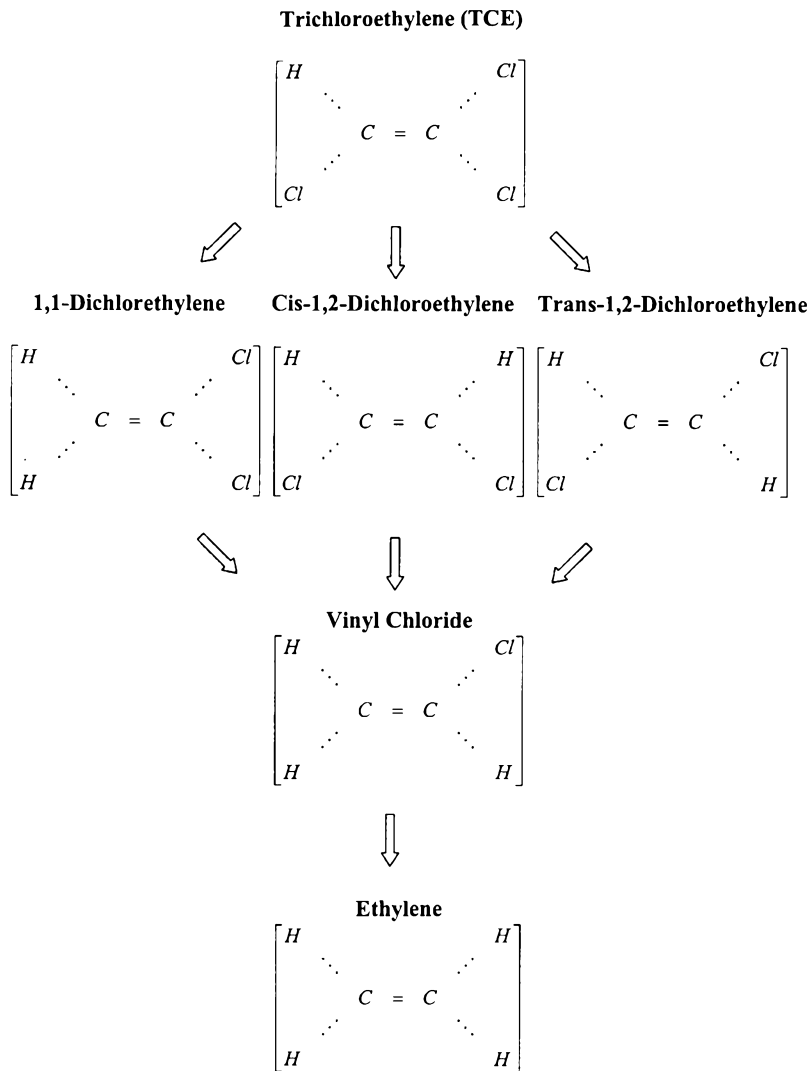 Trichloroethylene (TCE)
H Cl
C = C
Cl Cl
1,1-Dichlorethylene Cis-1,2-Dichloroethylene Trans-1,2-Dichloroethylene
H Cl H H H Cl
C = C C = C C = C
H Cl Cl Cl Cl H
Vinyl Chloride
H Cl
C = C
H H
Ethylene
H H
C = C
H H